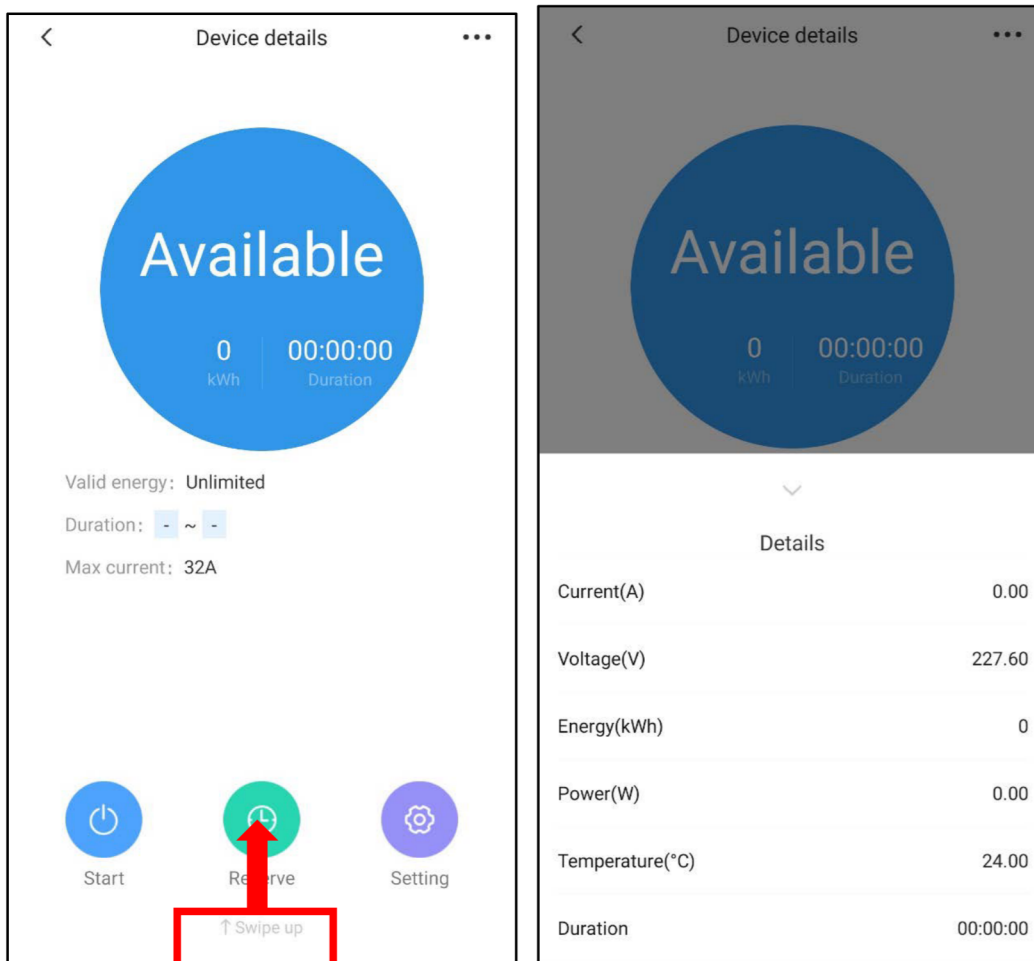 Device details
Available
0 00:00:00
kWh Duration
Valid energy: Unlimited
Duration: - ~ -
Max current: 32A
Start Reserve Setting
↑ Swipe up
Device details
Available
0 00:00:00
kWh Duration
Details
Current(A) 0.00
Voltage(V) 227.60
Energy(kWh) 0
Power(W) 0.00
Temperature(°C) 24.00
Duration 00:00:00